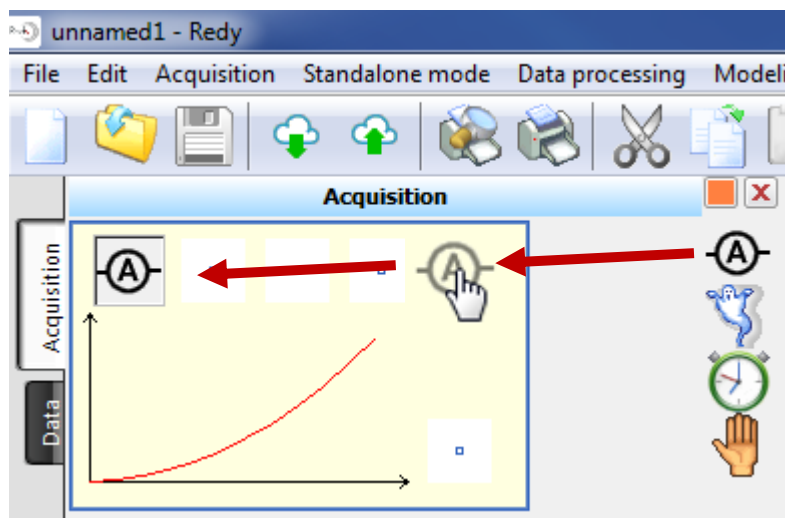 unnamed1 - Redy
File Edit Acquisition Standalone mode Data processing Modeli
Acquisition
Acquisition
Data
A
A
A